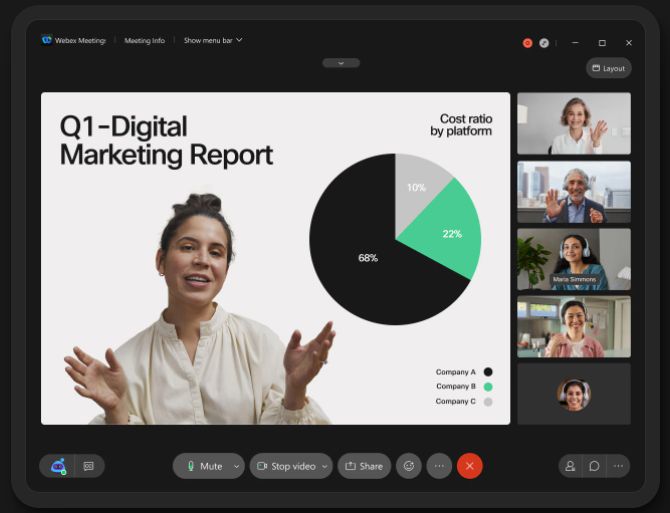 Webex Meetings
Meeting Info
Show menu bar
Layout
Q1-Digital
Marketing Report
Cost ratio
by platform
10%
22%
68%
Maria Simmons
Company A
Company B
Company C
Mute
Stop video
Share